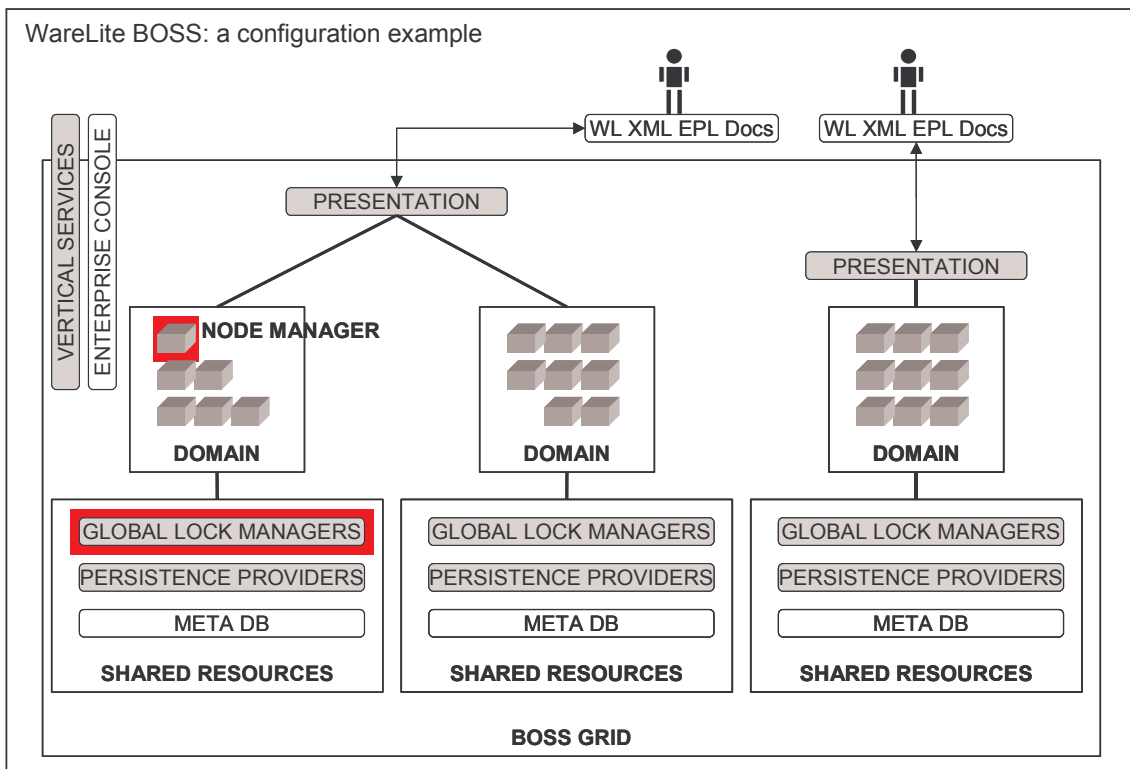 WareLite BOSS: a configuration example
WL XML EPL Docs
WL XML EPL Docs
VERTICAL SERVICES
ENTERPRISE CONSOLE
PRESENTATION
PRESENTATION
NODE MANAGER
DOMAIN
DOMAIN
DOMAIN
GLOBAL LOCK MANAGERS
PERSISTENCE PROVIDERS
META DB
SHARED RESOURCES
GLOBAL LOCK MANAGERS
PERSISTENCE PROVIDERS
META DB
SHARED RESOURCES
GLOBAL LOCK MANAGERS
PERSISTENCE PROVIDERS
META DB
SHARED RESOURCES
BOSS GRID